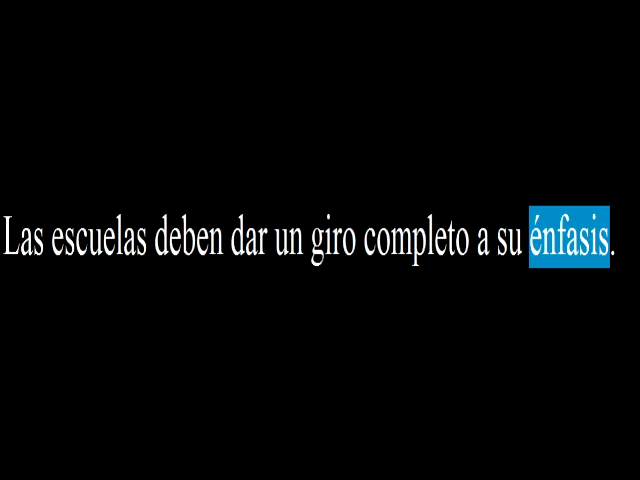 Las escuelas deben dar un giro completo a su énfasis.